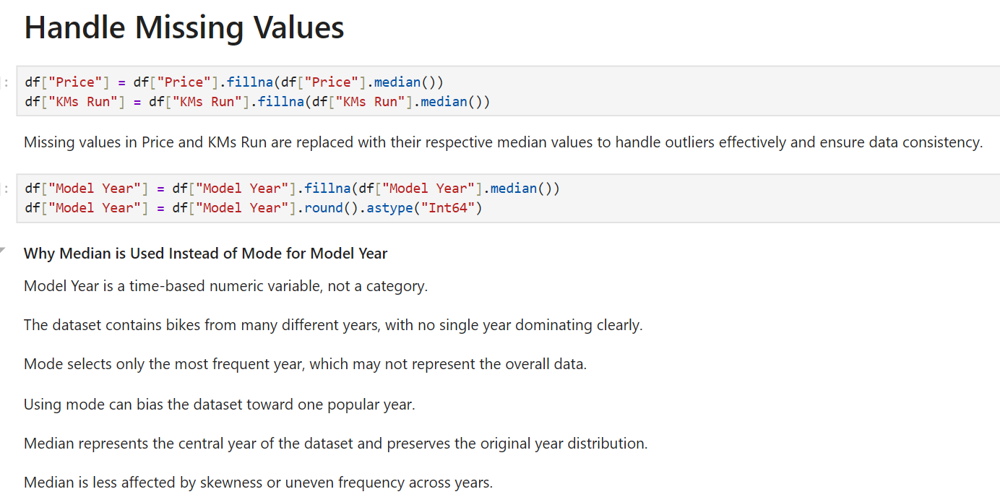 Handle Missing Values
]: df["Price"] = df["Price"].fillna(df["Price"].median())
df["KMs Run"] = df["KMs Run"].fillna(df["KMs Run"].median())
Missing values in Price and KMs Run are replaced with their respective median values to handle outliers effectively and ensure data consistency.
]: df["Model Year"] = df["Model Year"].fillna(df["Model Year"].median())
df["Model Year"] = df["Model Year"].round().astype("Int64")
Why Median is Used Instead of Mode for Model Year
Model Year is a time-based numeric variable, not a category.
The dataset contains bikes from many different years, with no single year dominating clearly.
Mode selects only the most frequent year, which may not represent the overall data.
Using mode can bias the dataset toward one popular year.
Median represents the central year of the dataset and preserves the original year distribution.
Median is less affected by skewness or uneven frequency across years.